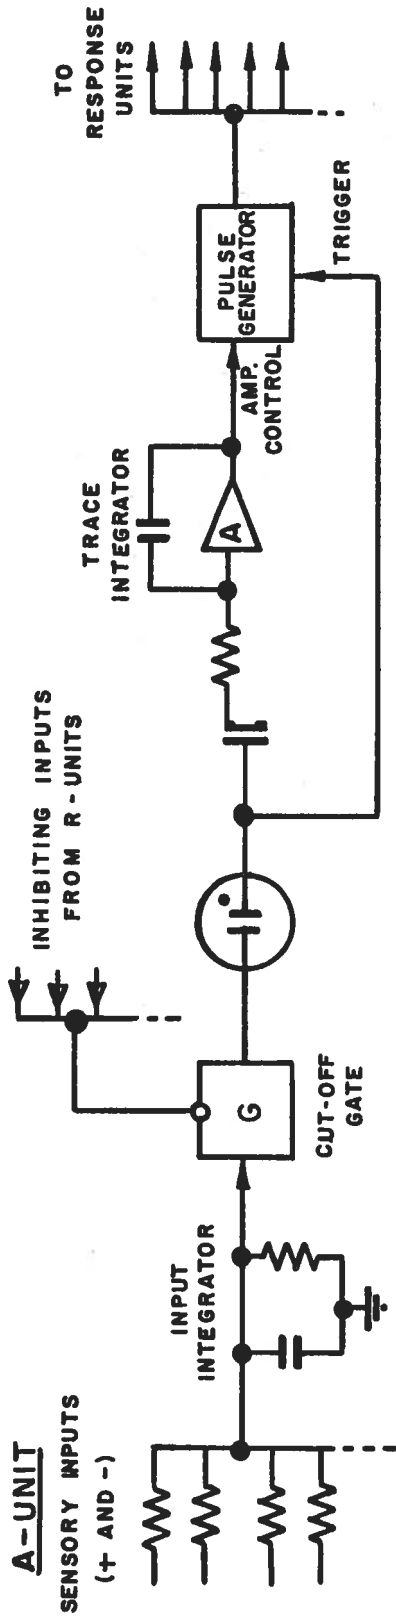 A-UNIT
SENSORY INPUTS
(+ AND -)
INPUT
INTEGRATOR
G
CUT-OFF
GATE
INHIBITING INPUTS
FROM R-UNITS
TRACE
INTEGRATOR
A
AMP.
CONTROL
PULSE
GENERATOR
TRIGGER
TO
RESPONSE
UNITS